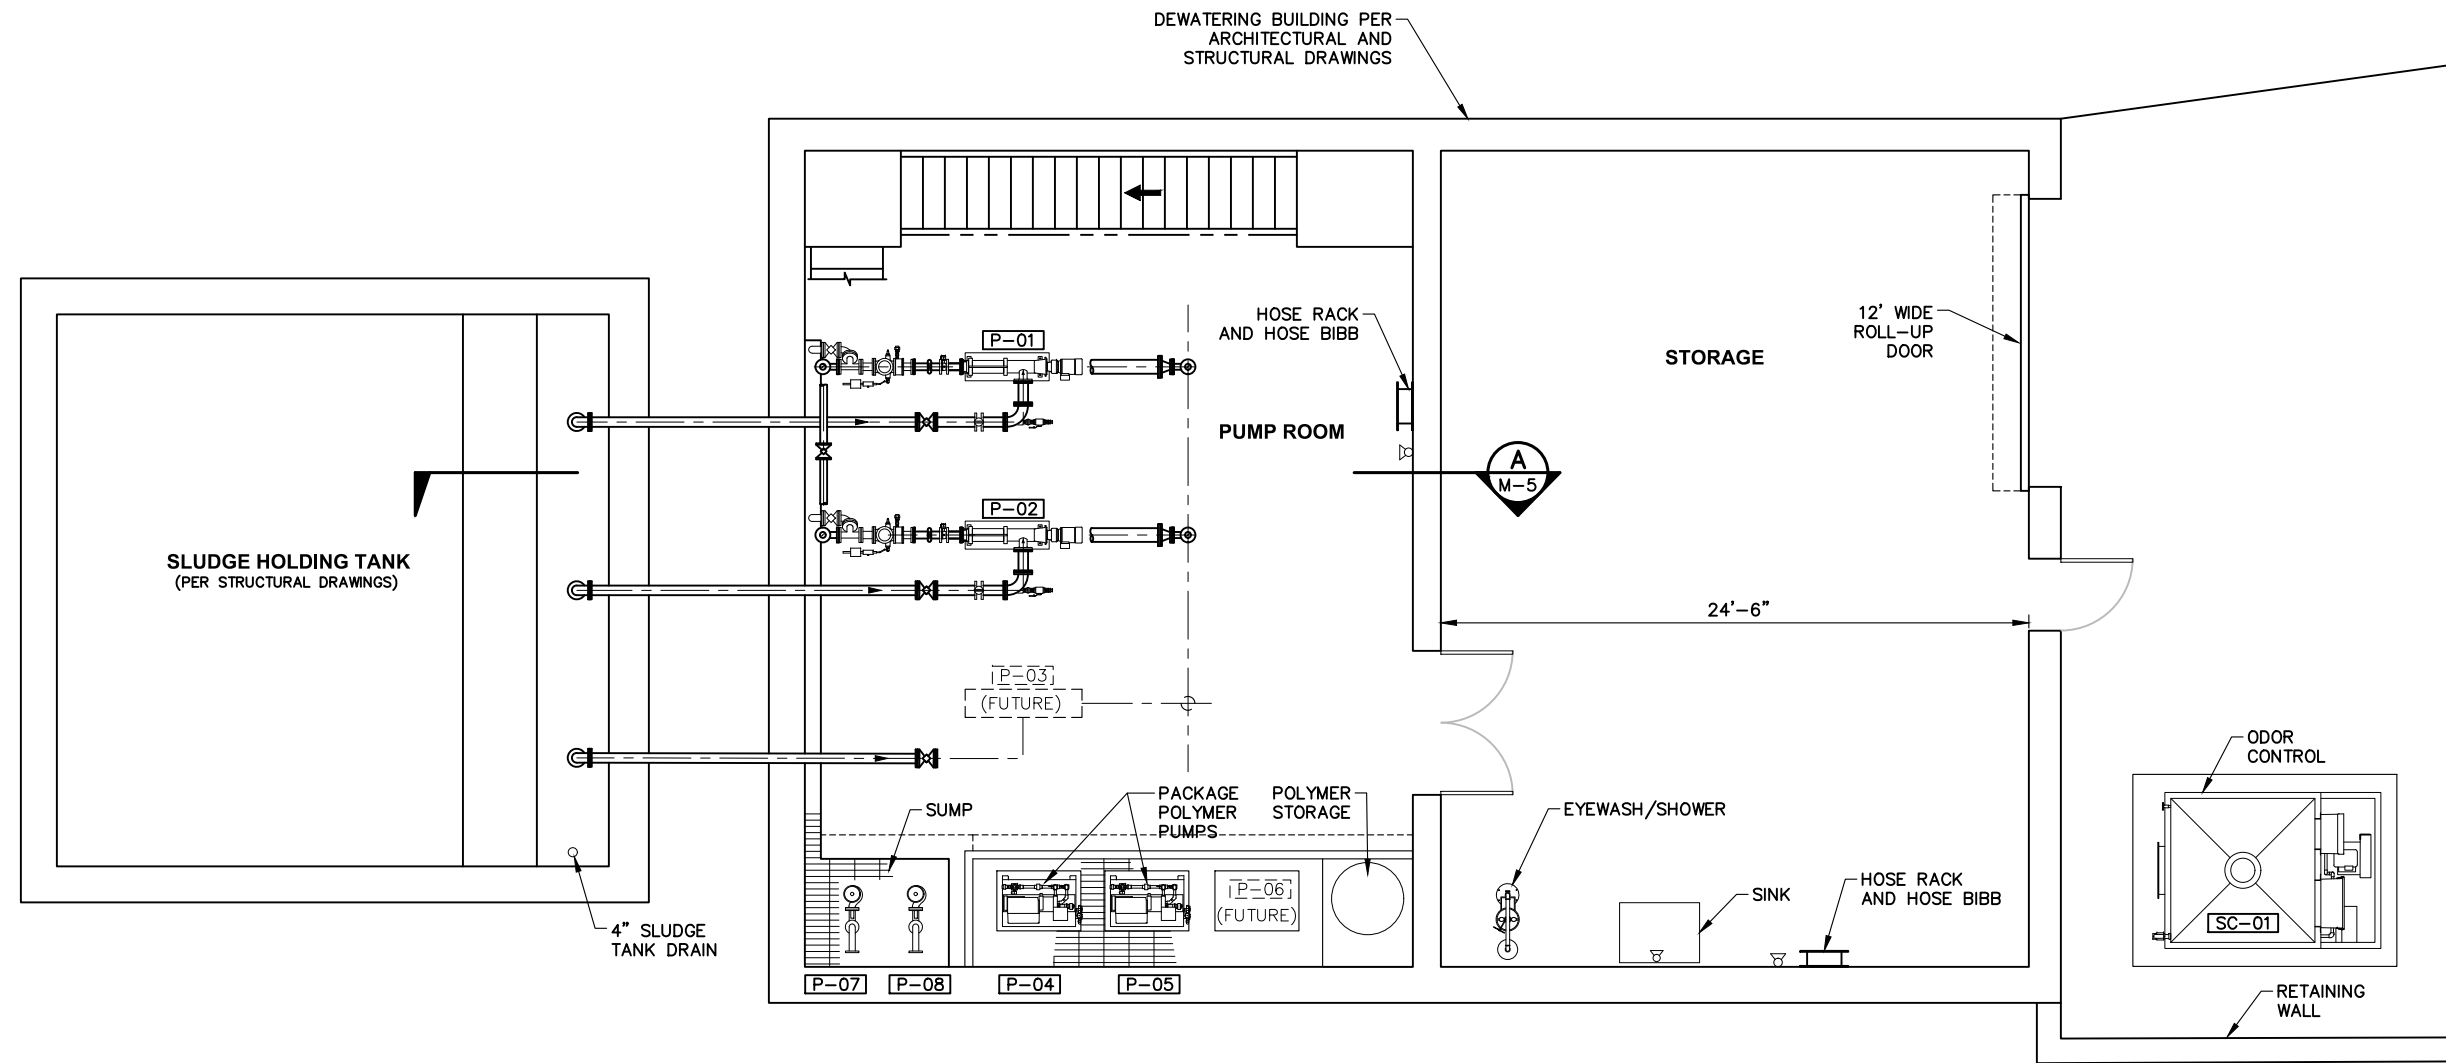 DEWATERING BUILDING PER
ARCHITECTURAL AND
STRUCTURAL DRAWINGS
HOSE RACK
AND HOSE BIBB
12' WIDE
ROLL-UP
DOOR
P-01
STORAGE
PUMP ROOM
A
M-5
P-02
SLUDGE HOLDING TANK
(PER STRUCTURAL DRAWINGS)
24'-6"
P-03
(FUTURE)
ODOR
CONTROL
SUMP
PACKAGE
POLYMER
PUMPS
POLYMER
STORAGE
EYEWASH/SHOWER
P-06
(FUTURE)
SINK
HOSE RACK
AND HOSE BIBB
SC-01
4" SLUDGE
TANK DRAIN
P-07
P-08
P-04
P-05
RETAINING
WALL